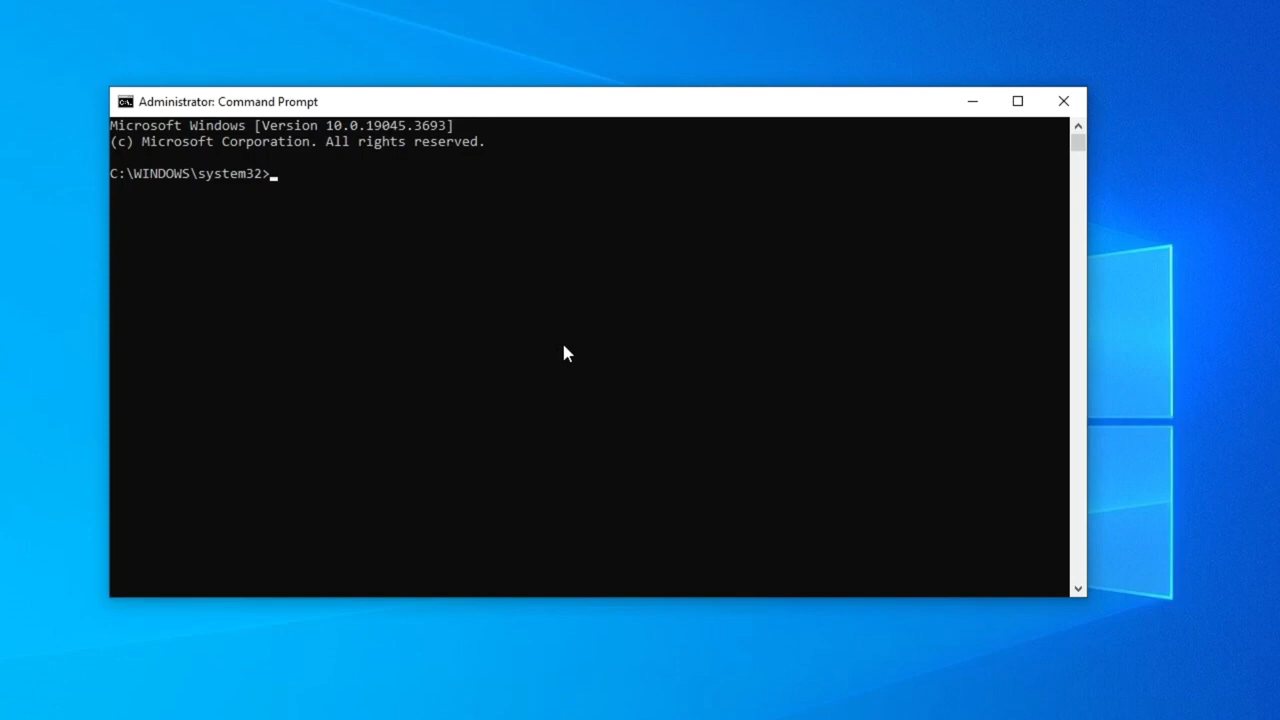 Administrator: Command Prompt
Microsoft Windows [Version 10.0.19045.3693]
(c) Microsoft Corporation. All rights reserved.
C:\WINDOWS\system32>